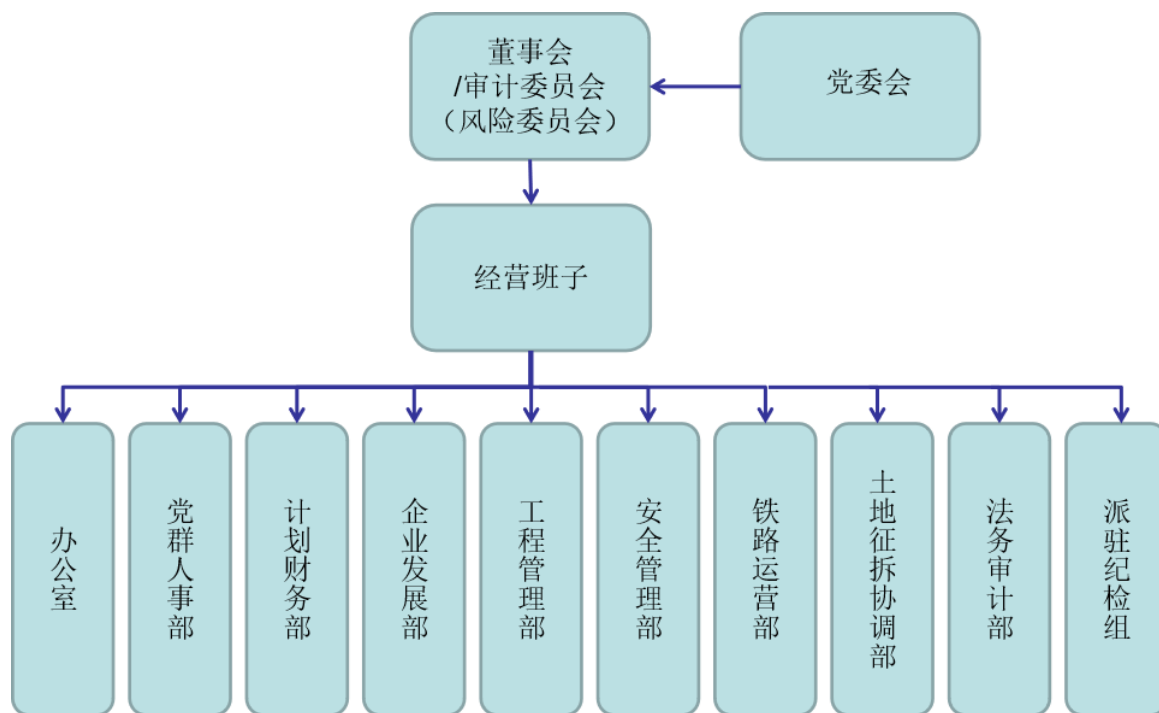 董事会
/审计委员会
（风险委员会）
党委会
经营班子
办公室
党群人事部
计划财务部
企业发展部
工程管理部
安全管理部
铁路运营部
土地征拆协调部
法务审计部
派驻纪检组